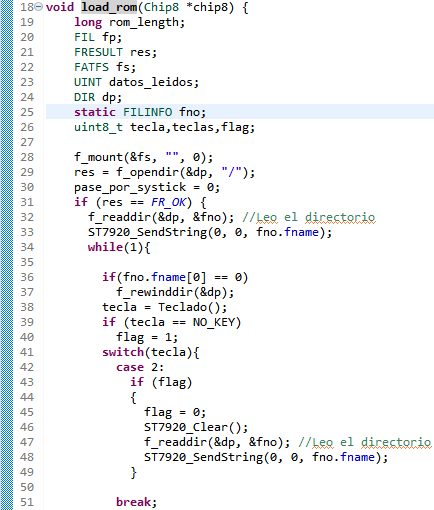 18 void load_rom(Chip8 *chip8) {
19     long rom_length;
20     FIL fp;
21     FRESULT res;
22     FATFS fs;
23     UINT datos_leidos;
24     DIR dp;
25     static FILINFO fno;
26     uint8_t tecla,teclas,flag;
27
28     f_mount(&fs, "", 0);
29     res = f_opendir(&dp, "/");
30     pase_por_systick = 0;
31     if (res == FR_OK) {
32       f_readdir(&dp, &fno); //Leo el directorio
33       ST7920_SendString(0, 0, fno.fname);
34       while(1){
35
36         if(fno.fname[0] == 0)
37           f_rewinddir(&dp);
38         tecla = Teclado();
39         if (tecla == NO_KEY)
40           flag = 1;
41         switch(tecla){
42           case 2:
43             if (flag)
44             {
45               flag = 0;
46               ST7920_Clear();
47               f_readdir(&dp, &fno); //Leo el directorio
48               ST7920_SendString(0, 0, fno.fname);
49             }
50
51           break;